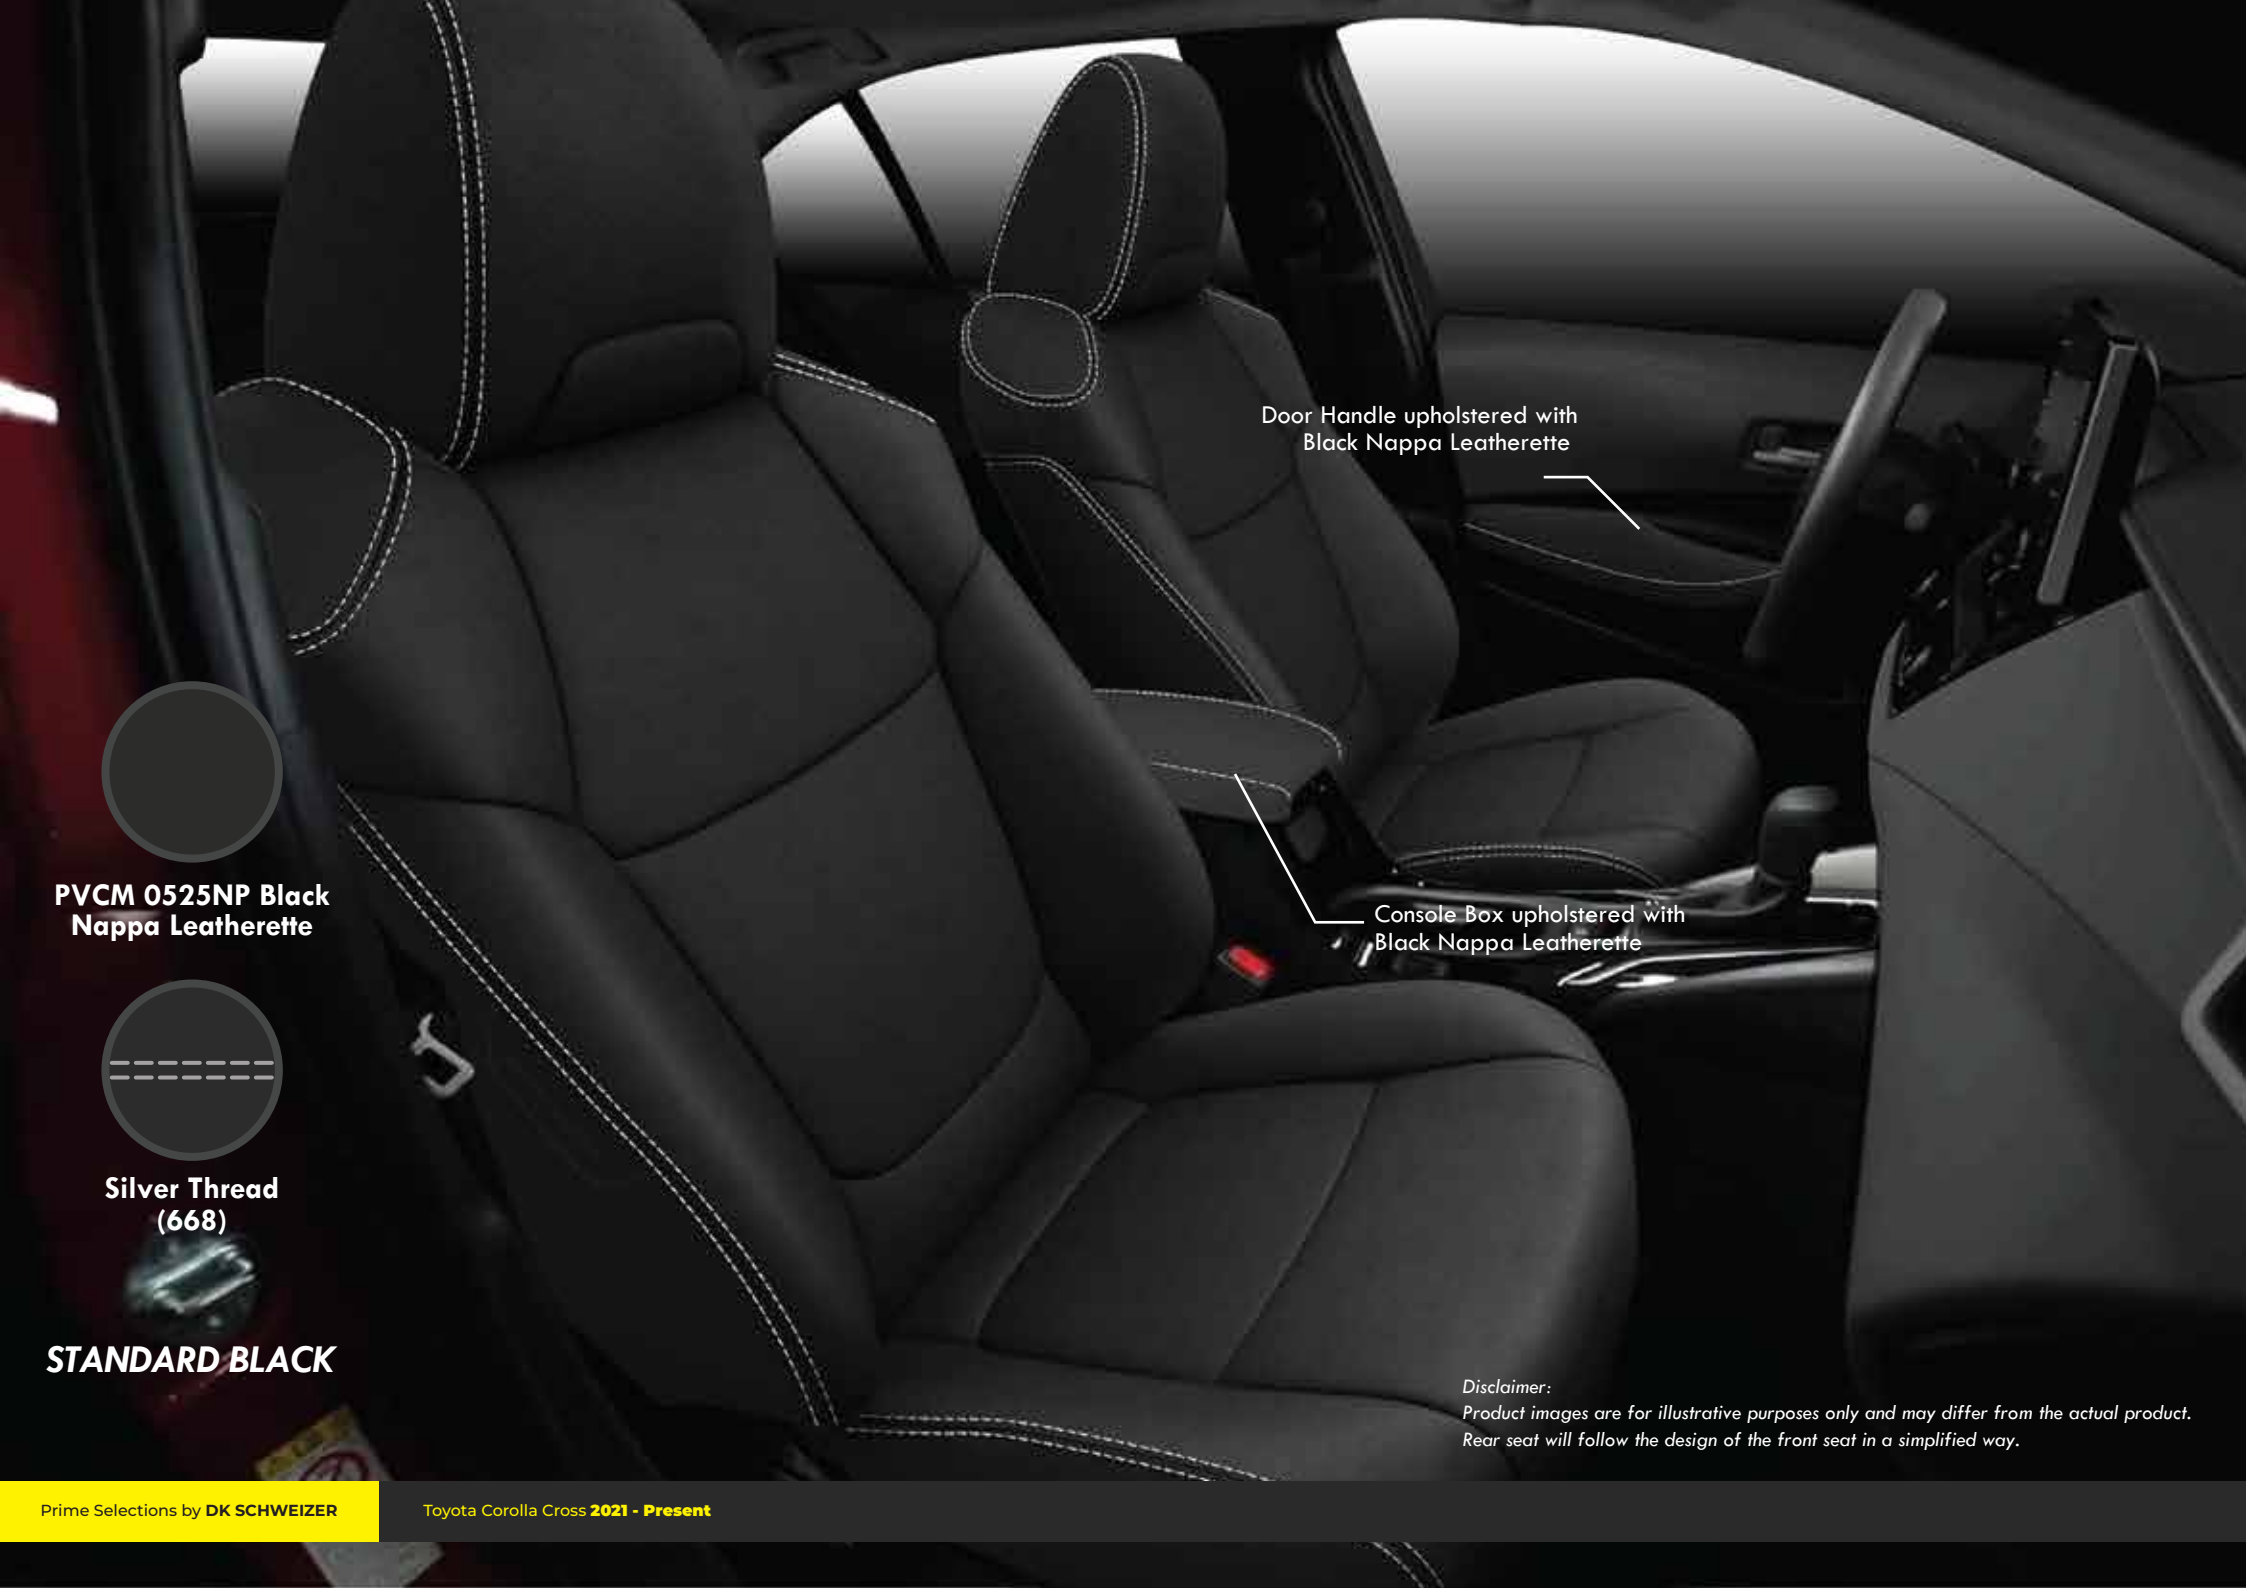 Door Handle upholstered with
Black Nappa Leatherette
PVCM 0525NP Black
Nappa Leatherette
Console Box upholstered with
Black Nappa Leatherette
Silver Thread
(668)
STANDARD BLACK
Disclaimer:
Product images are for illustrative purposes only and may differ from the actual product.
Rear seat will follow the design of the front seat in a simplified way.
Prime Selections by DK SCHWEIZER
Toyota Corolla Cross 2021 - Present